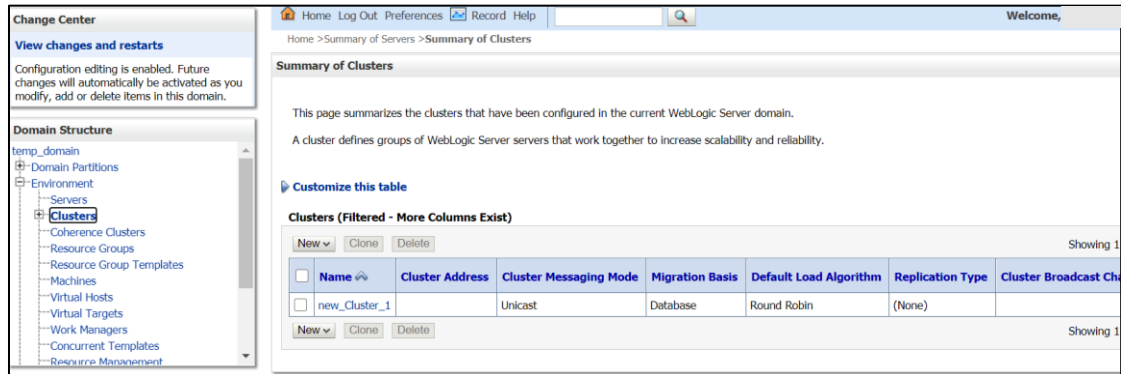 Change Center
View changes and restarts
Configuration editing is enabled. Future
changes will automatically be activated as you
modify, add or delete items in this domain.
Domain Structure
temp_domain
Domain Partitions
Environment
Servers
Clusters
Coherence Clusters
Resource Groups
Resource Group Templates
Machines
Virtual Hosts
Virtual Targets
Work Managers
Concurrent Templates
Resource Management
Home Log Out Preferences Record Help
Welcome,
Home >Summary of Servers >Summary of Clusters
Summary of Clusters
This page summarizes the clusters that have been configured in the current WebLogic Server domain.
A cluster defines groups of WebLogic Server servers that work together to increase scalability and reliability.
Customize this table
Clusters (Filtered - More Columns Exist)
New Clone Delete Showing 1
Name Cluster Address Cluster Messaging Mode Migration Basis Default Load Algorithm Replication Type Cluster Broadcast Cha
new_Cluster_1 Unicast Database Round Robin (None)
New Clone Delete Showing 1